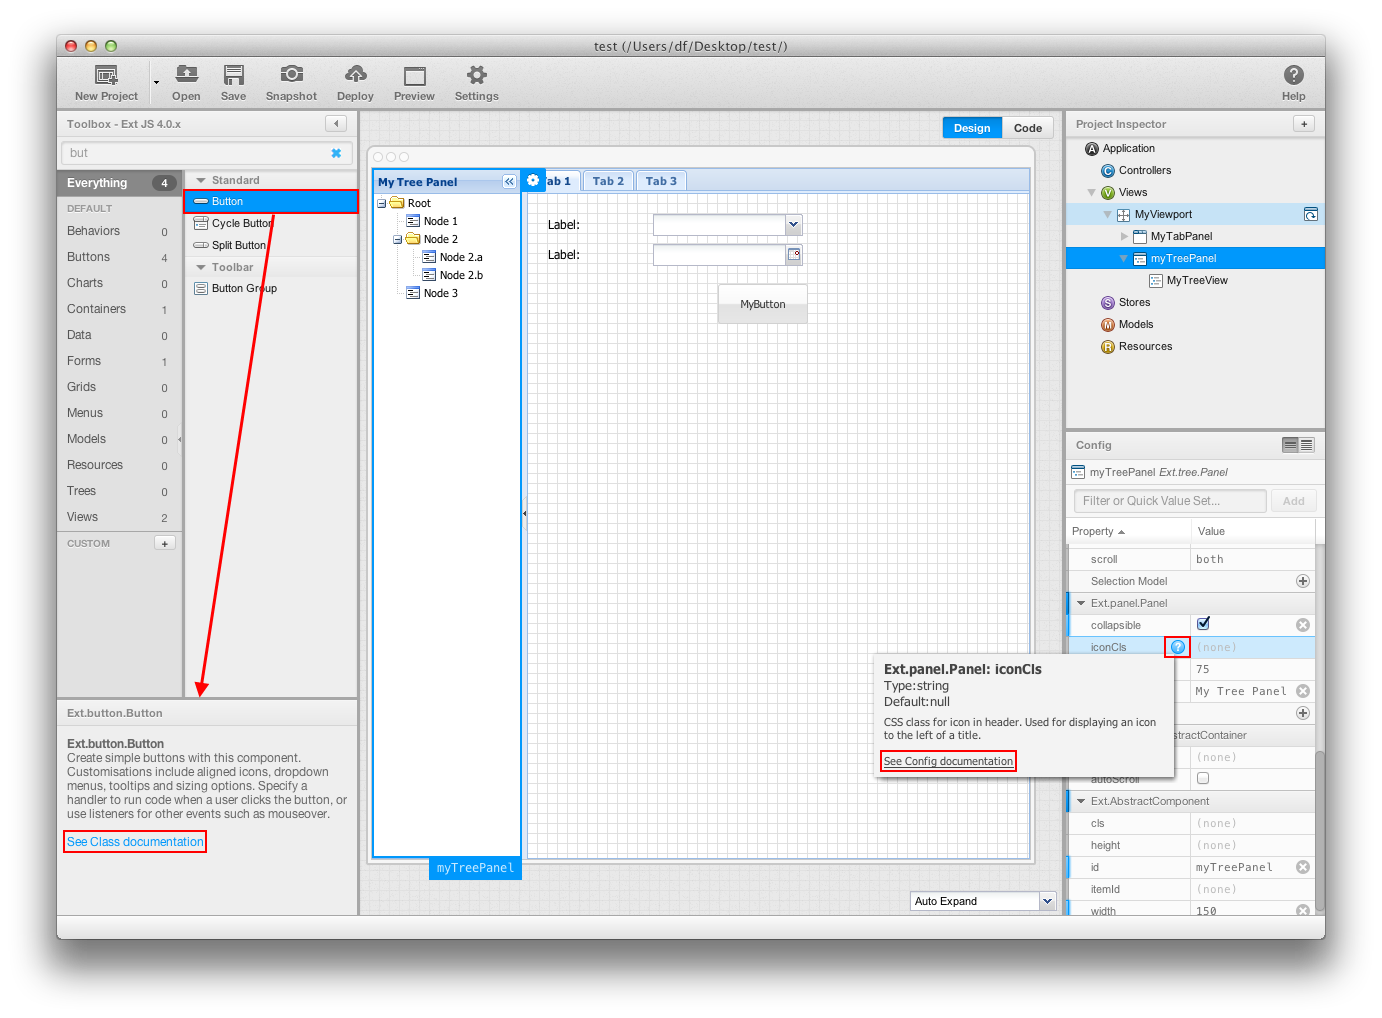 test (/Users/df/Desktop/test/)
New Project
Open
Save
Snapshot
Deploy
Preview
Settings
Help
Toolbox - Ext JS 4.0.x
but
Everything 4
DEFAULT
Behaviors 0
Buttons 4
Charts 0
Containers 1
Data 0
Forms 1
Grids 0
Menus 0
Models 0
Resources 0
Trees 0
Views 2
CUSTOM +
Standard
Button
Cycle Button
Split Button
Toolbar
Button Group
Ext.button.Button
Ext.button.Button
Create simple buttons with this component.
Customisations include aligned icons, dropdown
menus, tooltips and sizing options. Specify a
handler to run code when a user clicks the button, or
use listeners for other events such as mouseover.
See Class documentation
Design Code
My Tree Panel
Root
Node 1
Node 2
Node 2.a
Node 2.b
Node 3
myTreePanel
ab 1
Tab 2
Tab 3
Label:
Label:
MyButton
Auto Expand
Project Inspector +
Application
Controllers
Views
MyViewport
MyTabPanel
myTreePanel
MyTreeView
Stores
Models
Resources
Config
myTreePanel Ext.tree.Panel
Filter or Quick Value Set... Add
Property Value
scroll both
Selection Model
Ext.panel.Panel
collapsible
iconCls ? (none)
75
My Tree Panel
stractContainer
(none)
autoScroll
Ext.AbstractComponent
cls (none)
height (none)
id myTreePanel
itemId (none)
width 150
Ext.panel.Panel: iconCls
Type:string
Default:null
CSS class for icon in header. Used for displaying an icon
to the left of a title.
See Config documentation